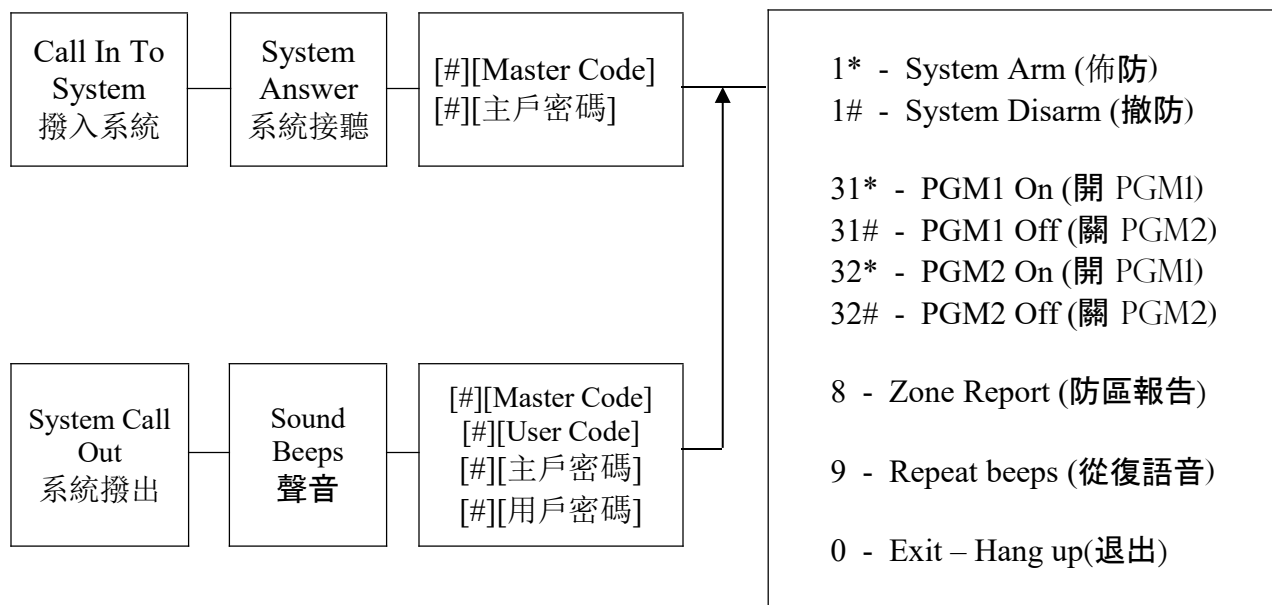 Call In To
System
撥入系統
System
Answer
系統接聽
[#][Master Code]
[#][主戶密碼]
1* - System Arm (佈防)
1# - System Disarm (撤防)
31* - PGM1 On (開 PGM1)
31# - PGM1 Off (關 PGM2)
32* - PGM2 On (開 PGM1)
32# - PGM2 Off (關 PGM2)
8 - Zone Report (防區報告)
9 - Repeat beeps (從復語音)
0 - Exit – Hang up(退出)
System Call
Out
系統撥出
Sound
Beeps
聲音
[#][Master Code]
[#][User Code]
[#][主戶密碼]
[#][用戶密碼]